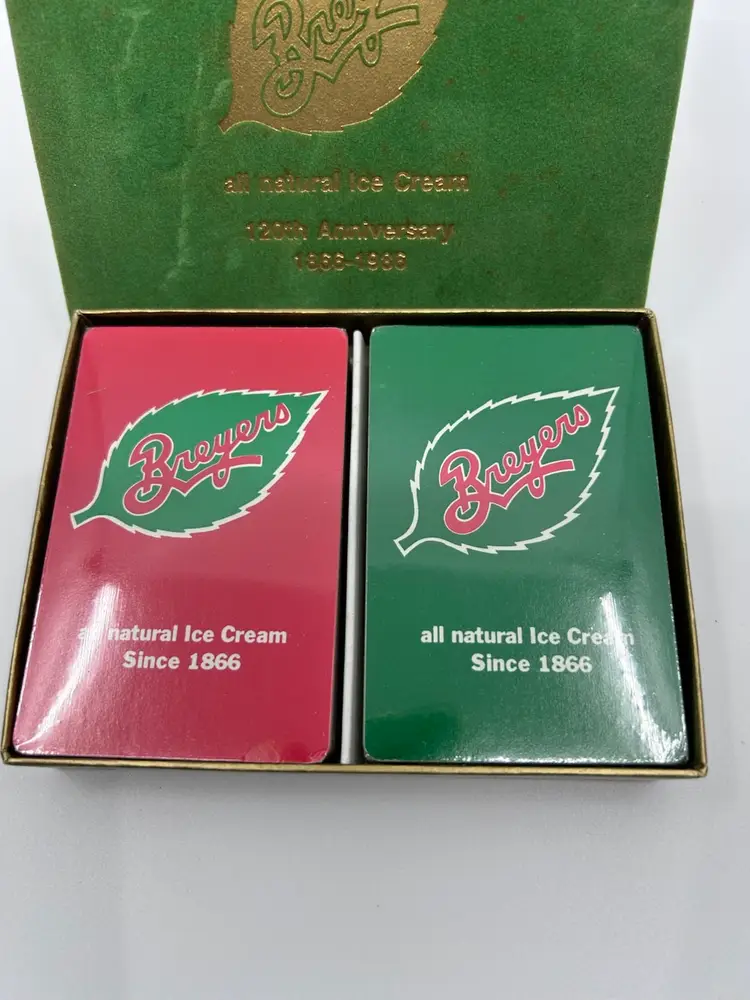 Breyers
all natural Ice Cream
120th Anniversary
1866-1986
Breyers
all natural Ice Cream
Since 1866
Breyers
all natural Ice Cream
Since 1866